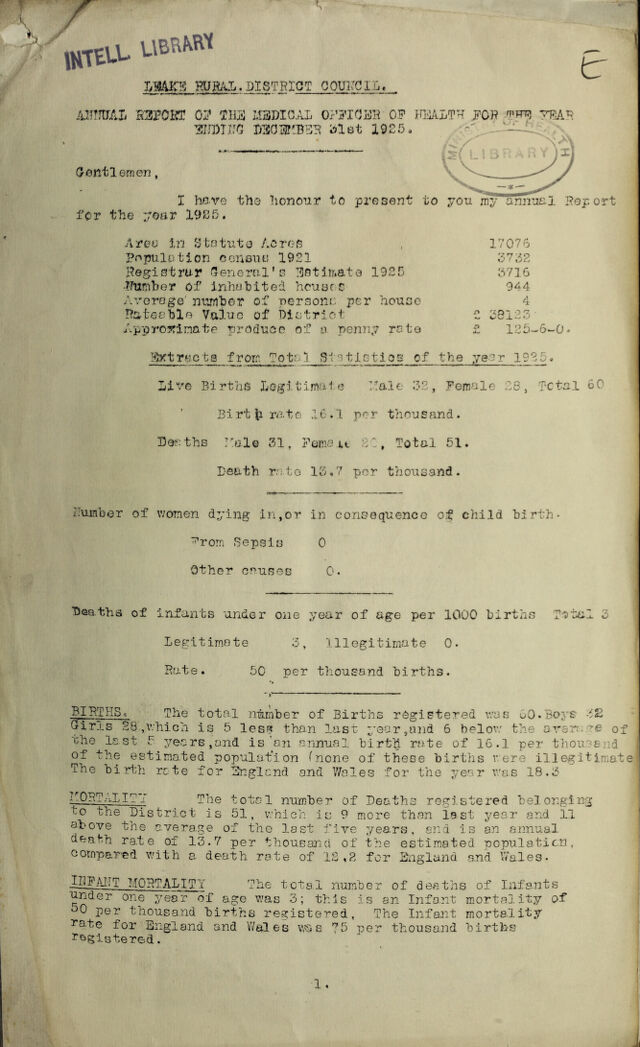 INTELL LIBRARY
E
LEAKE RURAL.DISTRICT COUNCIL.
ANNUAL REPORT OF THE MEDICAL OFFICER OF HEALTH FOR THE YEAR
ENDING DECEMBER 31st 1925.
MINISTRY OF HEALTH
LIBRARY
Gentlemen,
I have the honour to present to you my annual Report
for the year 1925.
Area in Statute Acres 17076
Population census 1921 3732
Registrar General's Estimate 1925 3716
Number of inhabited houses 944
Average number of persons per house 4
Rateable Value of District £ 38123
Approximate produce of a penny rate £ 125-6-0.
Extracts from Total Statistics of the year 1925.
Live Births Legitimate Male 32, Female 28, Total 60
Birth rate 16.1 per thousand.
Deaths Male 31, Female 20, Total 51.
Death rate 13.7 per thousand.
Number of women dying in,or in consequence of child birth-
From Sepsis 0
Other causes 0.
Deaths of infants under one year of age per 1000 births Total 3
Legitimate 3, illegitimate 0.
Rate. 50 per thousand births.
BIRTHS. The total number of Births registered was 60.Boys 32
Girls 28,which is 5 less than last year,and 6 below the average of
the last 5 years,and is an annual birth rate of 16.1 per thousand
of the estimated population (none of these births were illegitimate
The birth rate for England and Wales for the year was 18.3
MORTALITY The total number of Deaths registered belonging
to the District is 51, which is 9 more than last year and 11
above the average of the last five years, and is an annual
death rate of 13.7 per thousand of the estimated population,
compared with a death rate of 12.2 for England and Wales.
INFANT MORTALITY The total number of deaths of Infants
under one year of age was 3; this is an Infant mortality of
50 per thousand births registered, The Infant mortality
rate for England and Wales was 75 per thousand births
registered.
1.